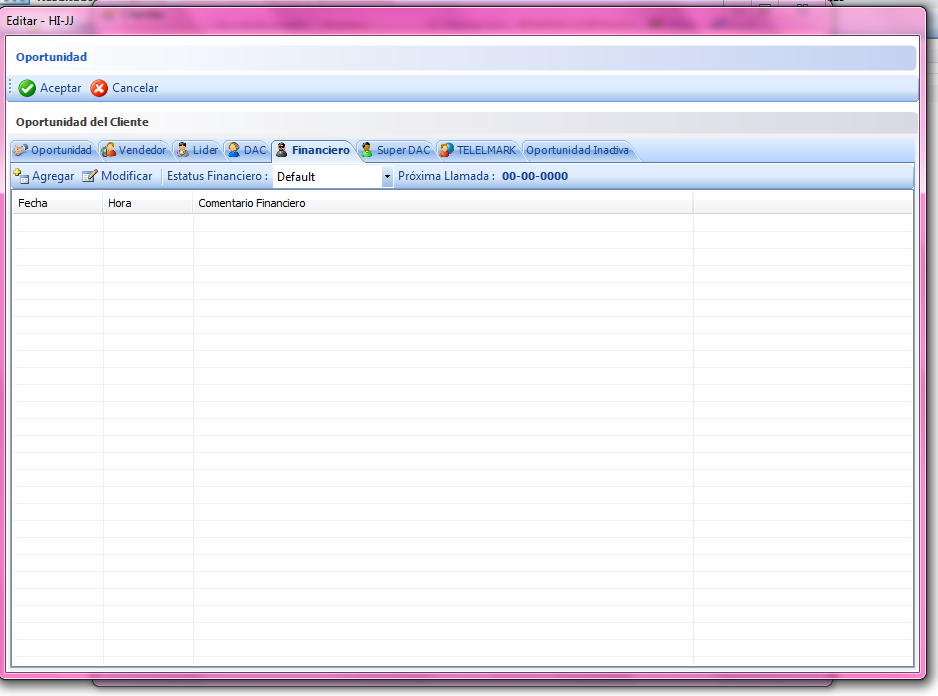 Editar - HI-JJ
Oportunidad
Aceptar Cancelar
Oportunidad del Cliente
Oportunidad Vendedor Lider DAC Financiero Super DAC TELELMARK Oportunidad Inactiva
Agregar Modificar Estatus Financiero : Default Próxima Llamada : 00-00-0000
Fecha Hora Comentario Financiero